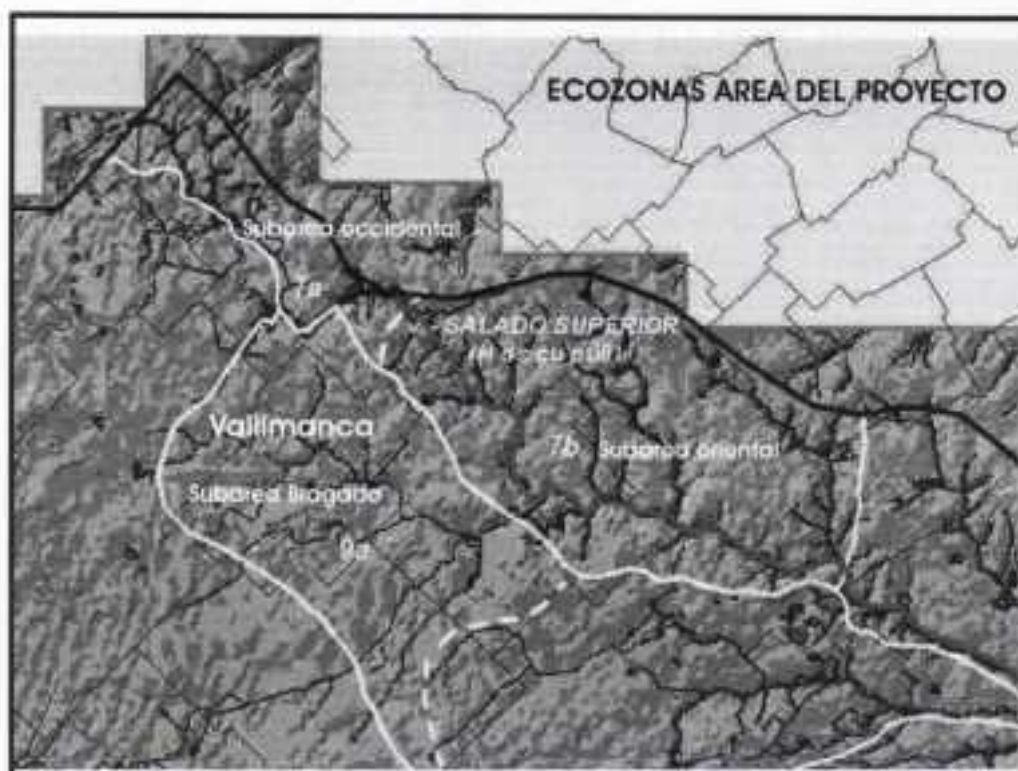 ECOZONAS AREA DEL PROYECTO
Subarea occidental
7a
SALADO SUPERIOR
7b Subarea oriental
Vallimanca
Subarea Bragado
9a